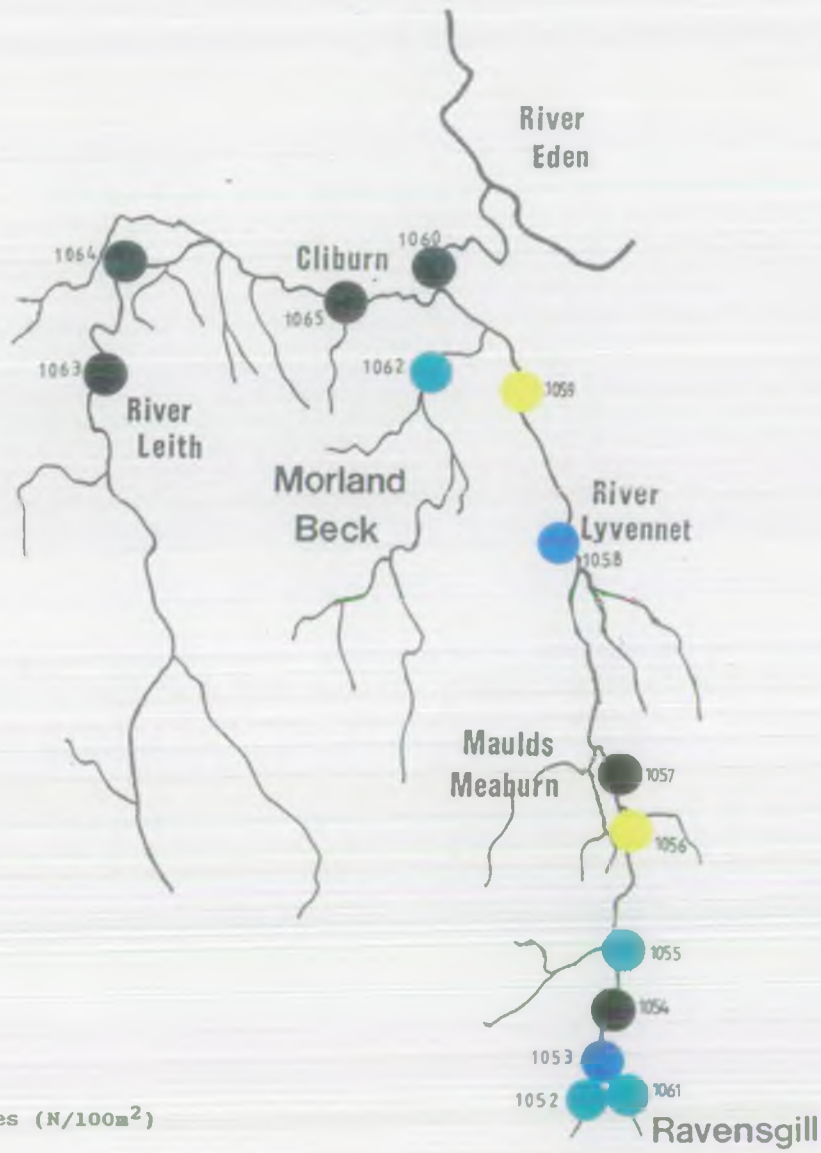 River
Eden
1060
1064
Cliburn
1065
1063
1062
1059
River
Leith
Morland
Beck
River
Lyvennet
1058
Maulds
Meaburn
1057
1056
1055
1054
1053
1052
1061
Ravensgill
es (N/100m²)